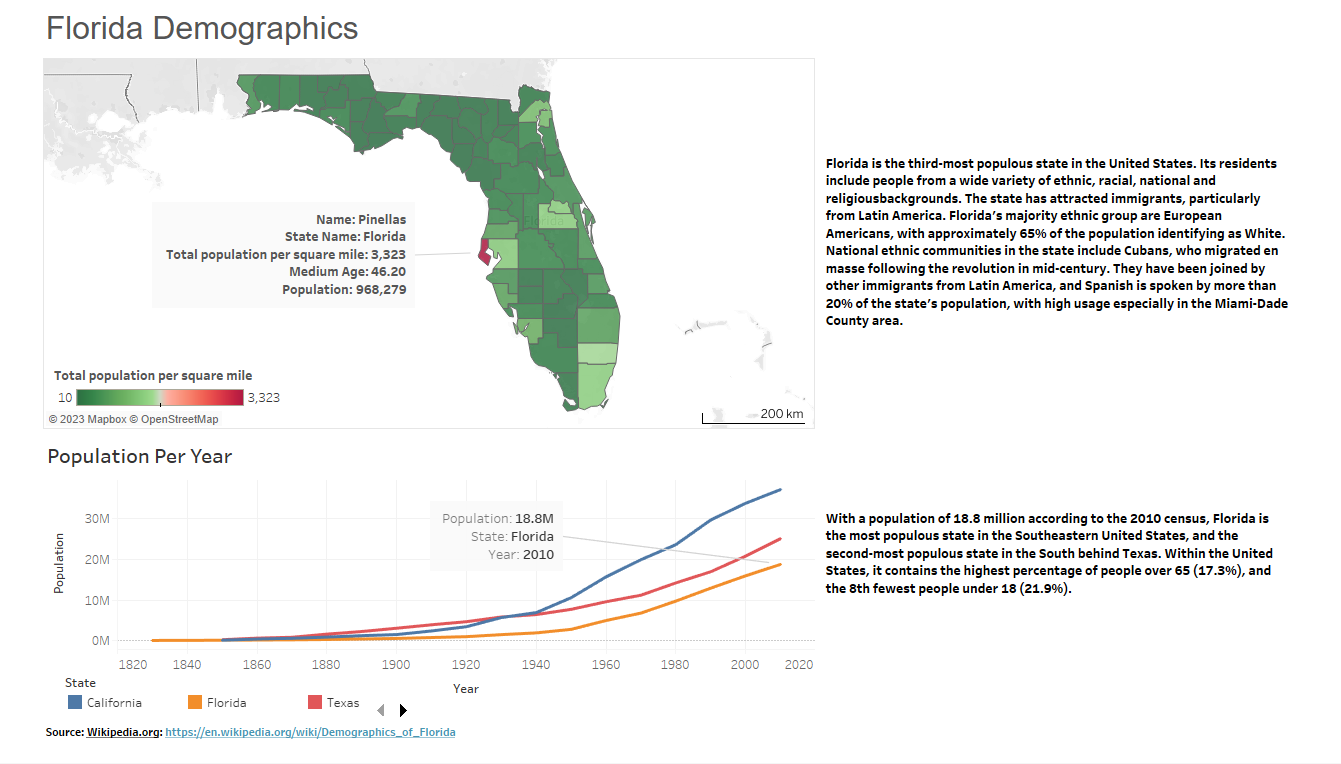 Florida Demographics
Florida
Name: Pinellas
State Name: Florida
Total population per square mile: 3,323
Medium Age: 46.20
Population: 968,279
Total population per square mile
10
3,323
© 2023 Mapbox © OpenStreetMap
200 km
Florida is the third-most populous state in the United States. Its residents
include people from a wide variety of ethnic, racial, national and
religiousbackgrounds. The state has attracted immigrants, particularly
from Latin America. Florida’s majority ethnic group are European
Americans, with approximately 65% of the population identifying as White.
National ethnic communities in the state include Cubans, who migrated en
masse following the revolution in mid-century. They have been joined by
other immigrants from Latin America, and Spanish is spoken by more than
20% of the state’s population, with high usage especially in the Miami-Dade
County area.
Population Per Year
Population
30M
20M
10M
0M
Population: 18.8M
State: Florida
Year: 2010
1820 1840 1860 1880 1900 1920 1940 1960 1980 2000 2020
Year
State
California Florida Texas
With a population of 18.8 million according to the 2010 census, Florida is
the most populous state in the Southeastern United States, and the
second-most populous state in the South behind Texas. Within the United
States, it contains the highest percentage of people over 65 (17.3%), and
the 8th fewest people under 18 (21.9%).
Source: Wikipedia.org: https://en.wikipedia.org/wiki/Demographics_of_Florida